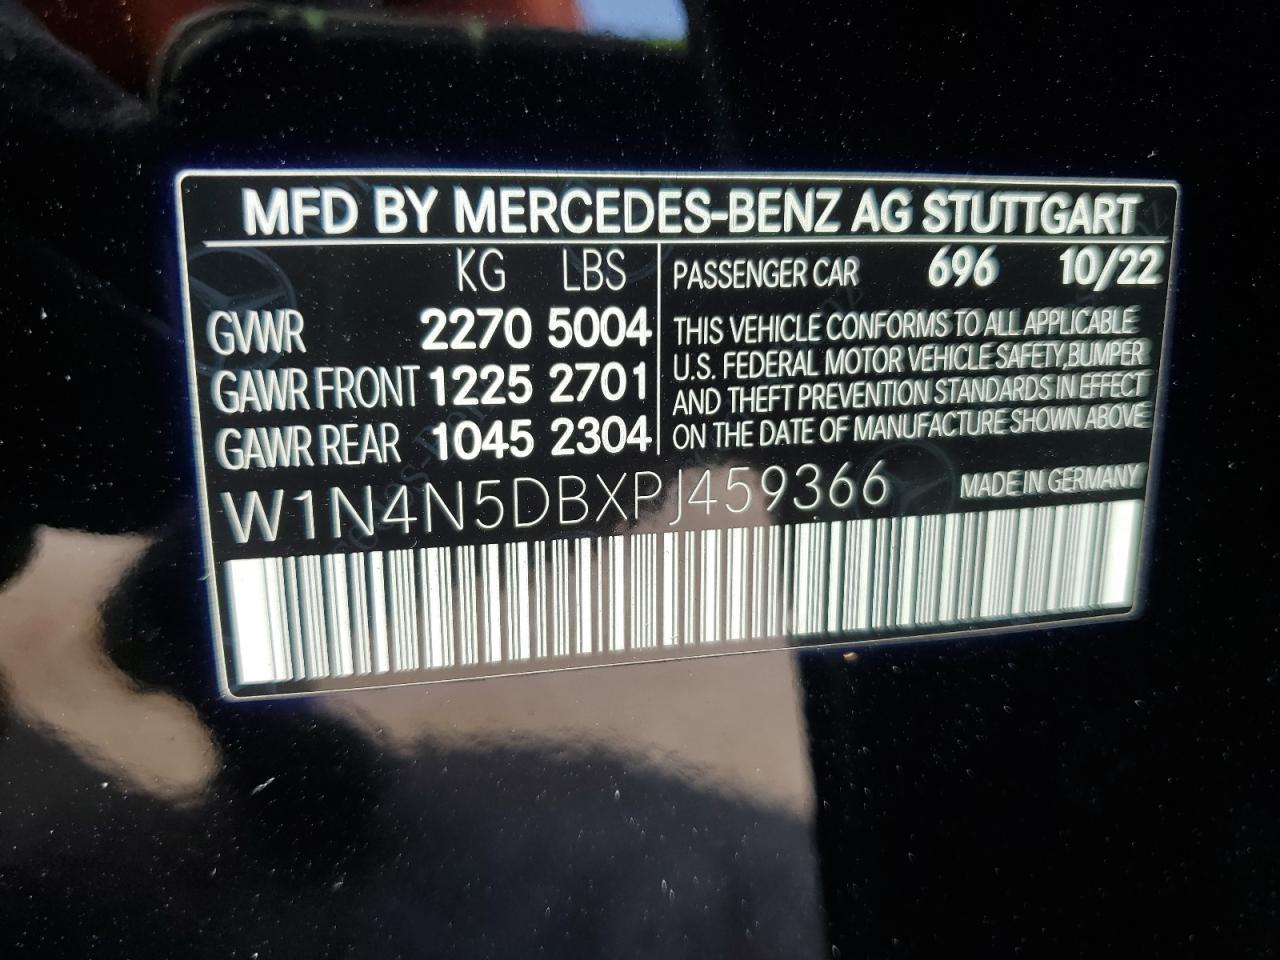 MFD BY MERCEDES-BENZ AG STUTTGART
KG LBS
GVWR 2270 5004
GAWR FRONT 1225 2701
GAWR REAR 1045 2304
PASSENGER CAR 696 10/22
THIS VEHICLE CONFORMS TO ALL APPLICABLE
U.S. FEDERAL MOTOR VEHICLE SAFETY,BUMPER
AND THEFT PREVENTION STANDARDS IN EFFECT
ON THE DATE OF MANUFACTURE SHOWN ABOVE
W1N4N5DBXPJ459366 MADE IN GERMANY